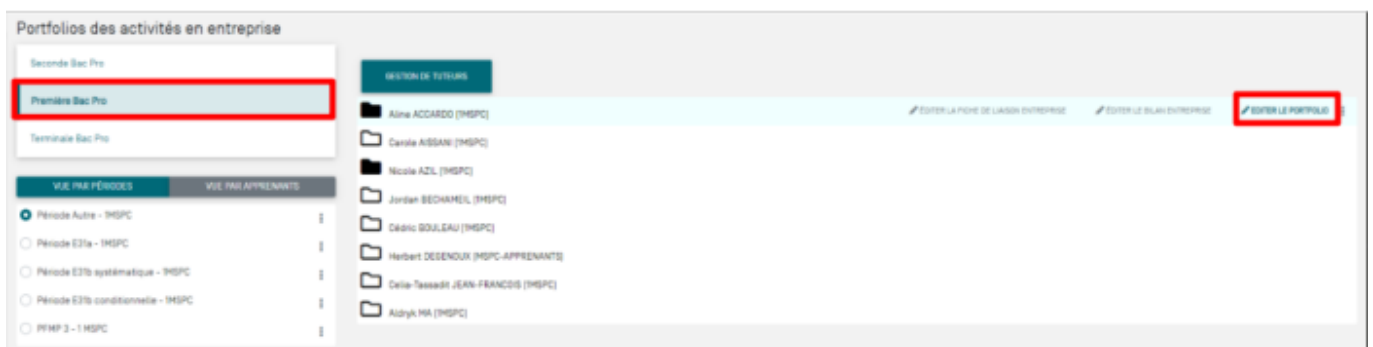 Portfolios des activités en entreprise
Seconde Bac Pro
Première Bac Pro
Terminale Bac Pro
VUE PAR PÉRIODES
VUE PAR APPRENANTS
Période Autre - 1MSPC
Période E31a - 1MSPC
Période E31b systématique - 1MSPC
Période E31b conditionnelle - 1MSPC
PFMP 3 - 1 MSPC
GESTION DE TUTEURS
Aline ACCARDO [1MSPC]
ÉDITER LA FICHE DE LIAISON ENTREPRISE
ÉDITER LE BILAN ENTREPRISE
EDITER LE PORTFOLIO
Carole AISSANI [1MSPC]
Nicole AZIL [1MSPC]
Jordan BECHAMEIL [1MSPC]
Cédric BOULEAU [1MSPC]
Herbert DEGENOUX [MSPC-APPRENANTS]
Celia-Tassadit JEAN-FRANCOIS [1MSPC]
Aldryk MA [1MSPC]